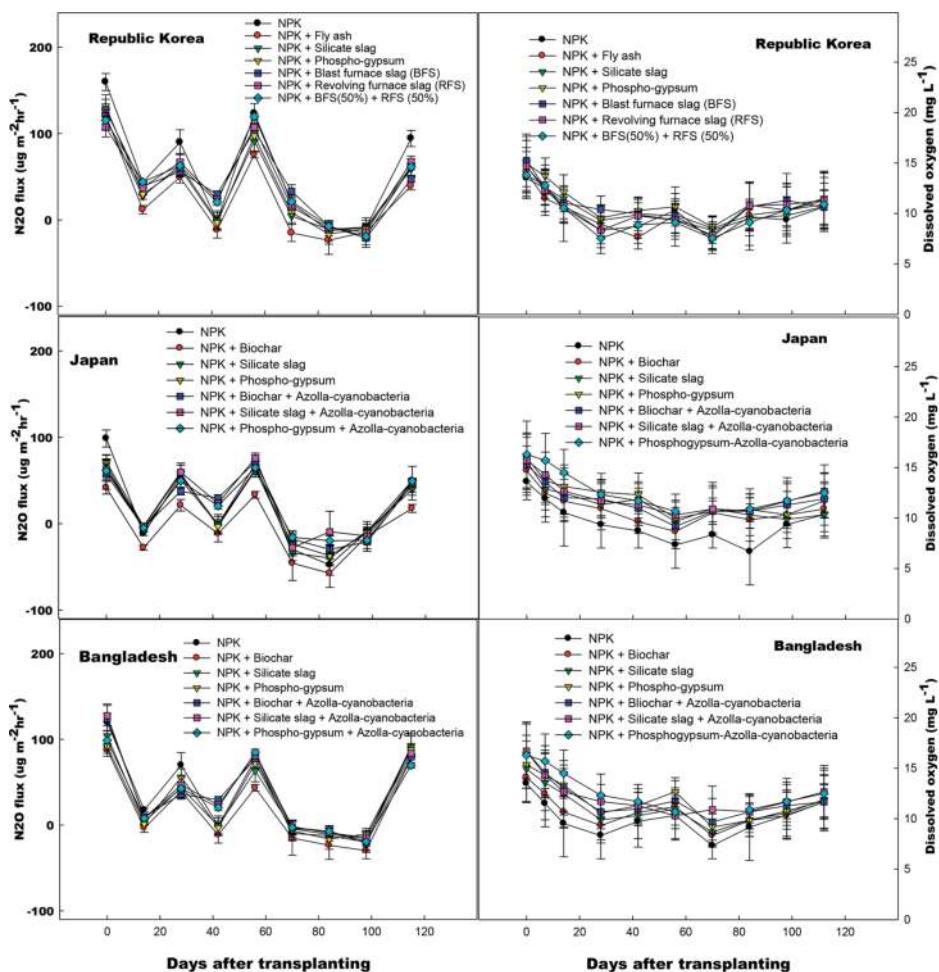 Republic Korea
NPK
NPK + Fly ash
NPK + Silicate slag
NPK + Phospho-gypsum
NPK + Blast furnace slag (BFS)
NPK + Revolving furnace slag (RFS)
NPK + BFS(50%) + RFS (50%)
200
100
0
-100
N2O flux (ug m-2hr-1)
Republic Korea
NPK
NPK + Fly ash
NPK + Silicate slag
NPK + Phospho-gypsum
NPK + Blast furnace slag (BFS)
NPK + Revolving furnace slag (RFS)
NPK + BFS(50%) + RFS (50%)
25
20
15
10
5
0
Dissolved oxygen (mg L-1)
Japan
NPK
NPK + Biochar
NPK + Silicate slag
NPK + Phospho-gypsum
NPK + Biochar + Azolla-cyanobacteria
NPK + Silicate slag + Azolla-cyanobacteria
NPK + Phospho-gypsum + Azolla-cyanobacteria
200
100
0
-100
N2O flux (ug m-2hr-1)
Japan
NPK
NPK + Biochar
NPK + Silicate slag
NPK + Phospho-gypsum
NPK + Bliochar + Azolla-cyanobacteria
NPK + Silicate slag + Azolla-cyanobacteria
NPK + Phosphogypsum-Azolla-cyanobacteria
25
20
15
10
5
0
Dissolved oxygen (mg L-1)
Bangladesh
NPK
NPK + Biochar
NPK + Silicate slag
NPK + Phospho-gypsum
NPK + Biochar + Azolla-cyanobacteria
NPK + Silicate slag + Azolla-cyanobacteria
NPK + Phospho-gypsum + Azolla-cyanobacteria
200
100
0
-100
N2O flux (ug m-2hr-1)
0 20 40 60 80 100 120
Days after transplanting
Bangladesh
NPK
NPK + Biochar
NPK + Silicate slag
NPK + Phospho-gypsum
NPK + Bliochar + Azolla-cyanobacteria
NPK + Silicate slag + Azolla-cyanobacteria
NPK + Phosphogypsum-Azolla-cyanobacteria
25
20
15
10
5
0
Dissolved oxygen (mg L-1)
0 20 40 60 80 100 120
Days after transplanting